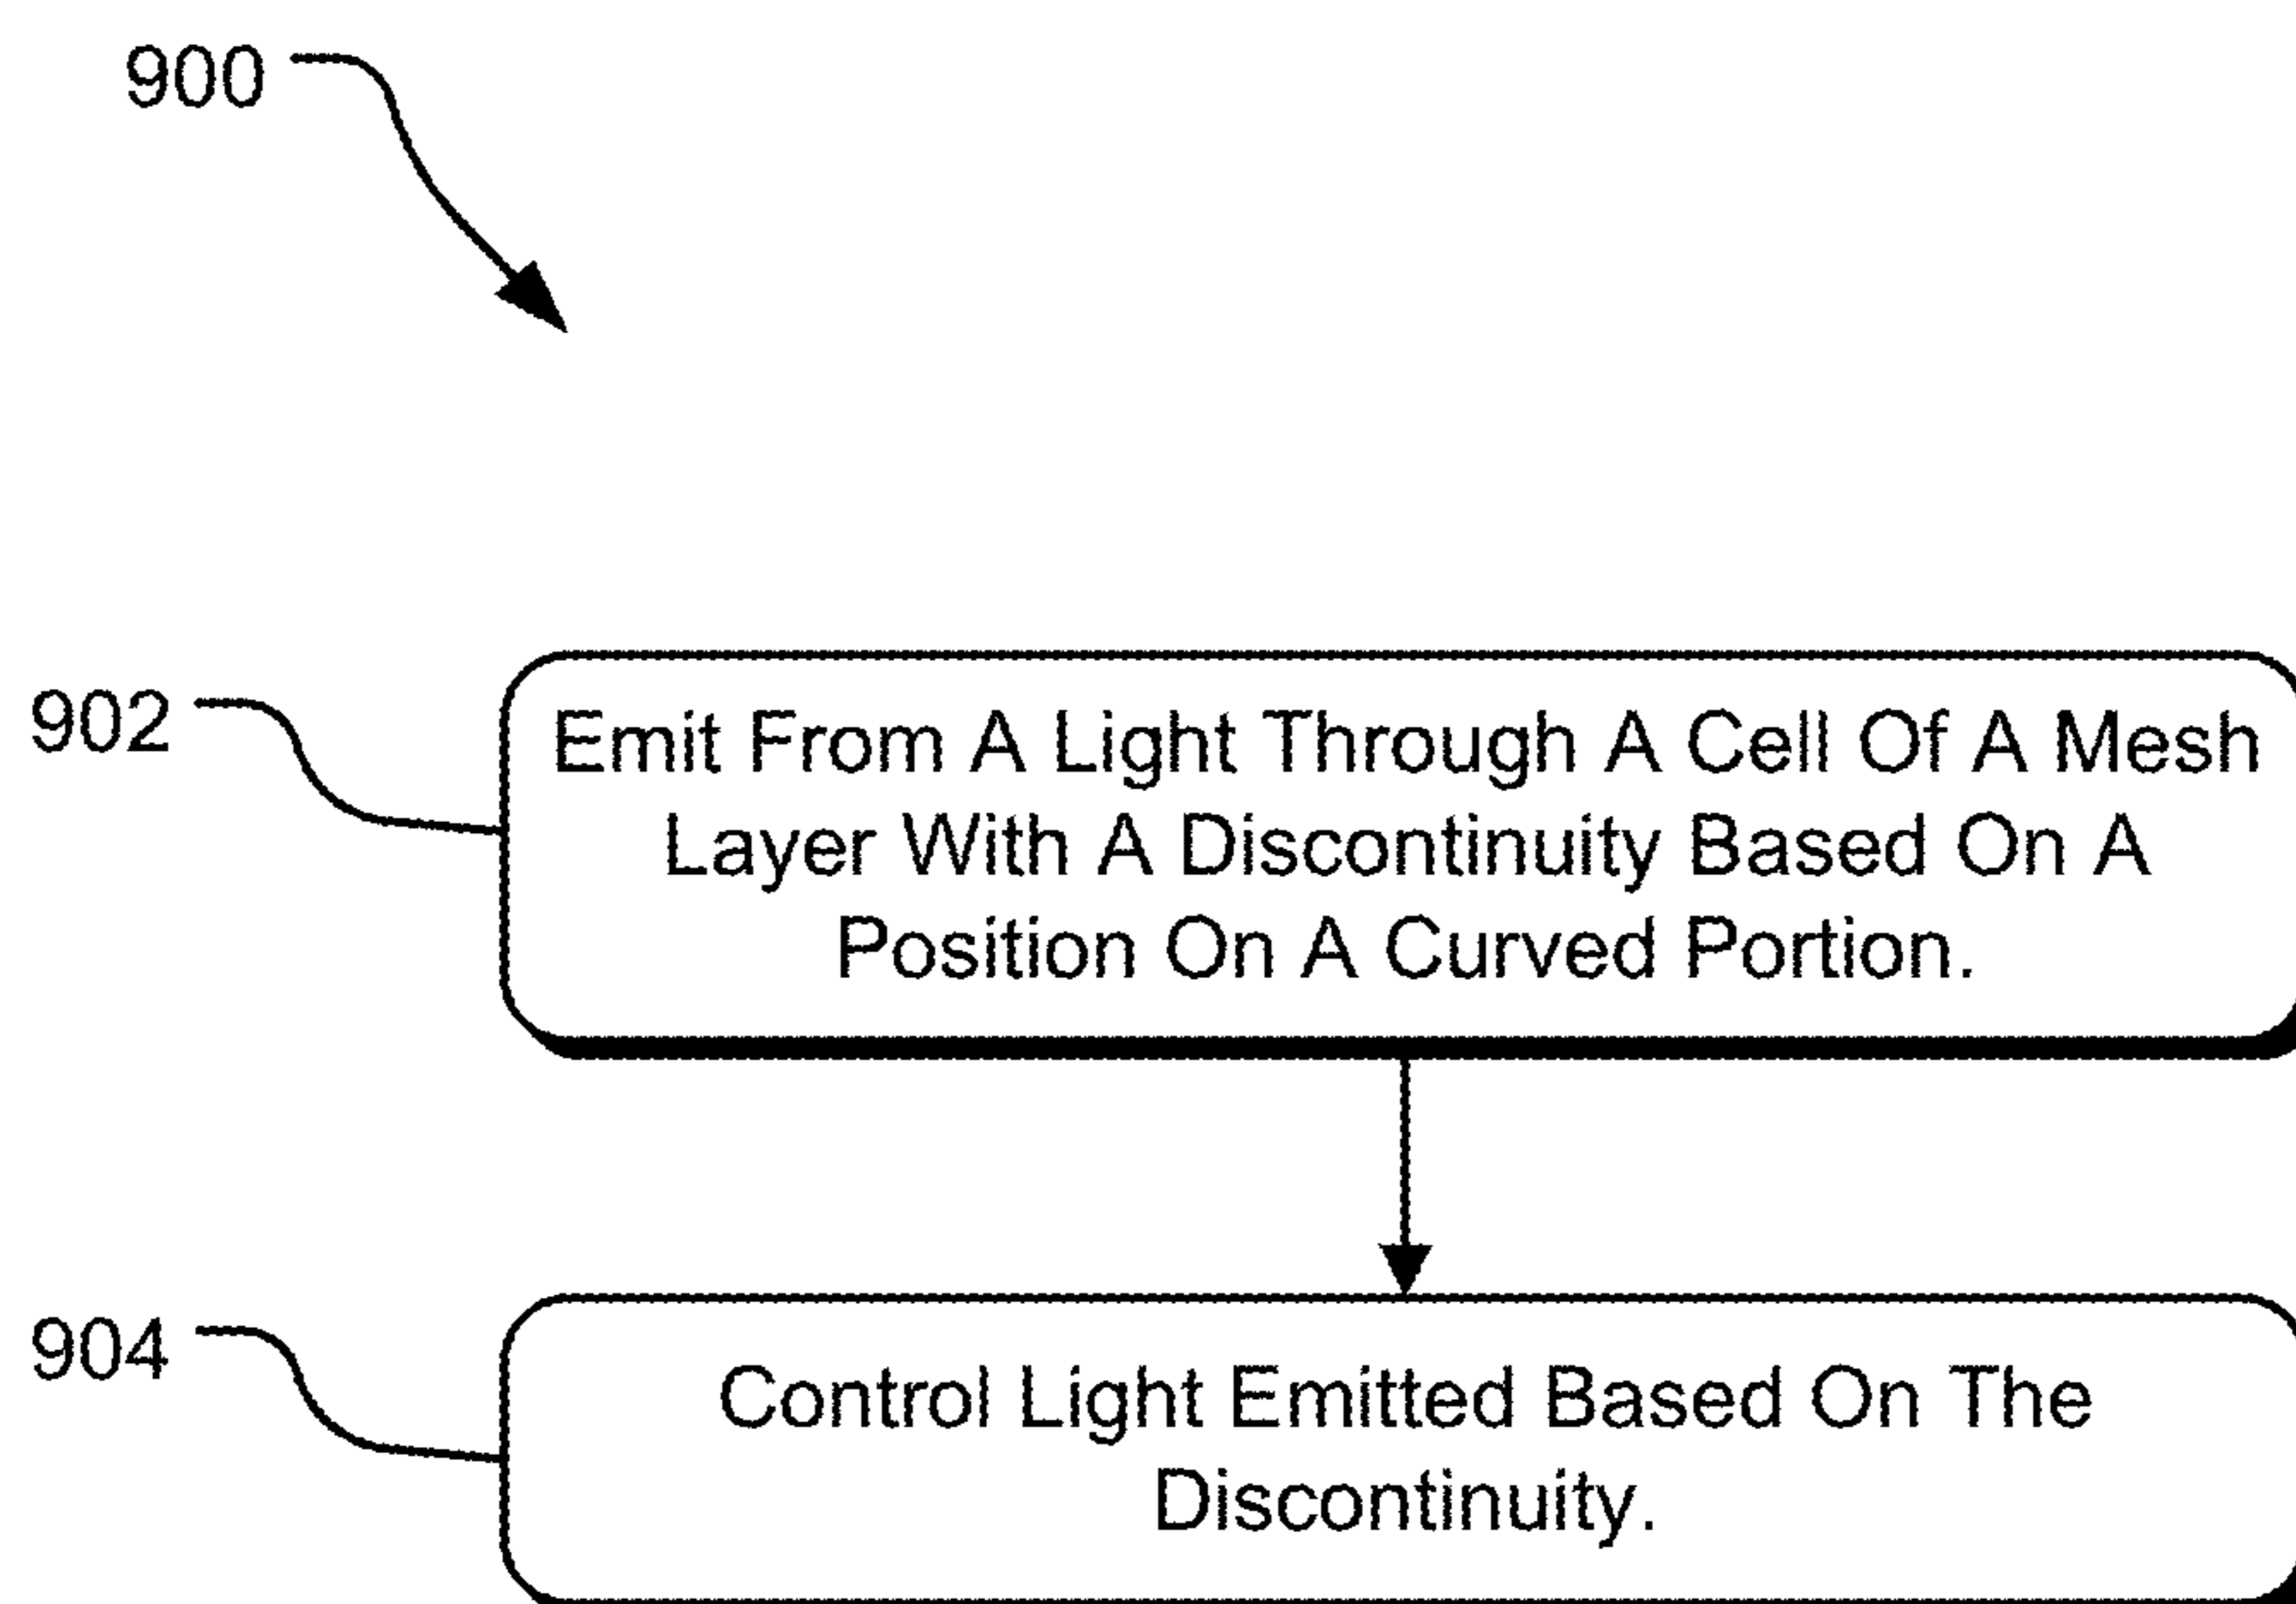 900
902
Emit From A Light Through A Cell Of A Mesh
Layer With A Discontinuity Based On A
Position On A Curved Portion.
904
Control Light Emitted Based On The
Discontinuity.